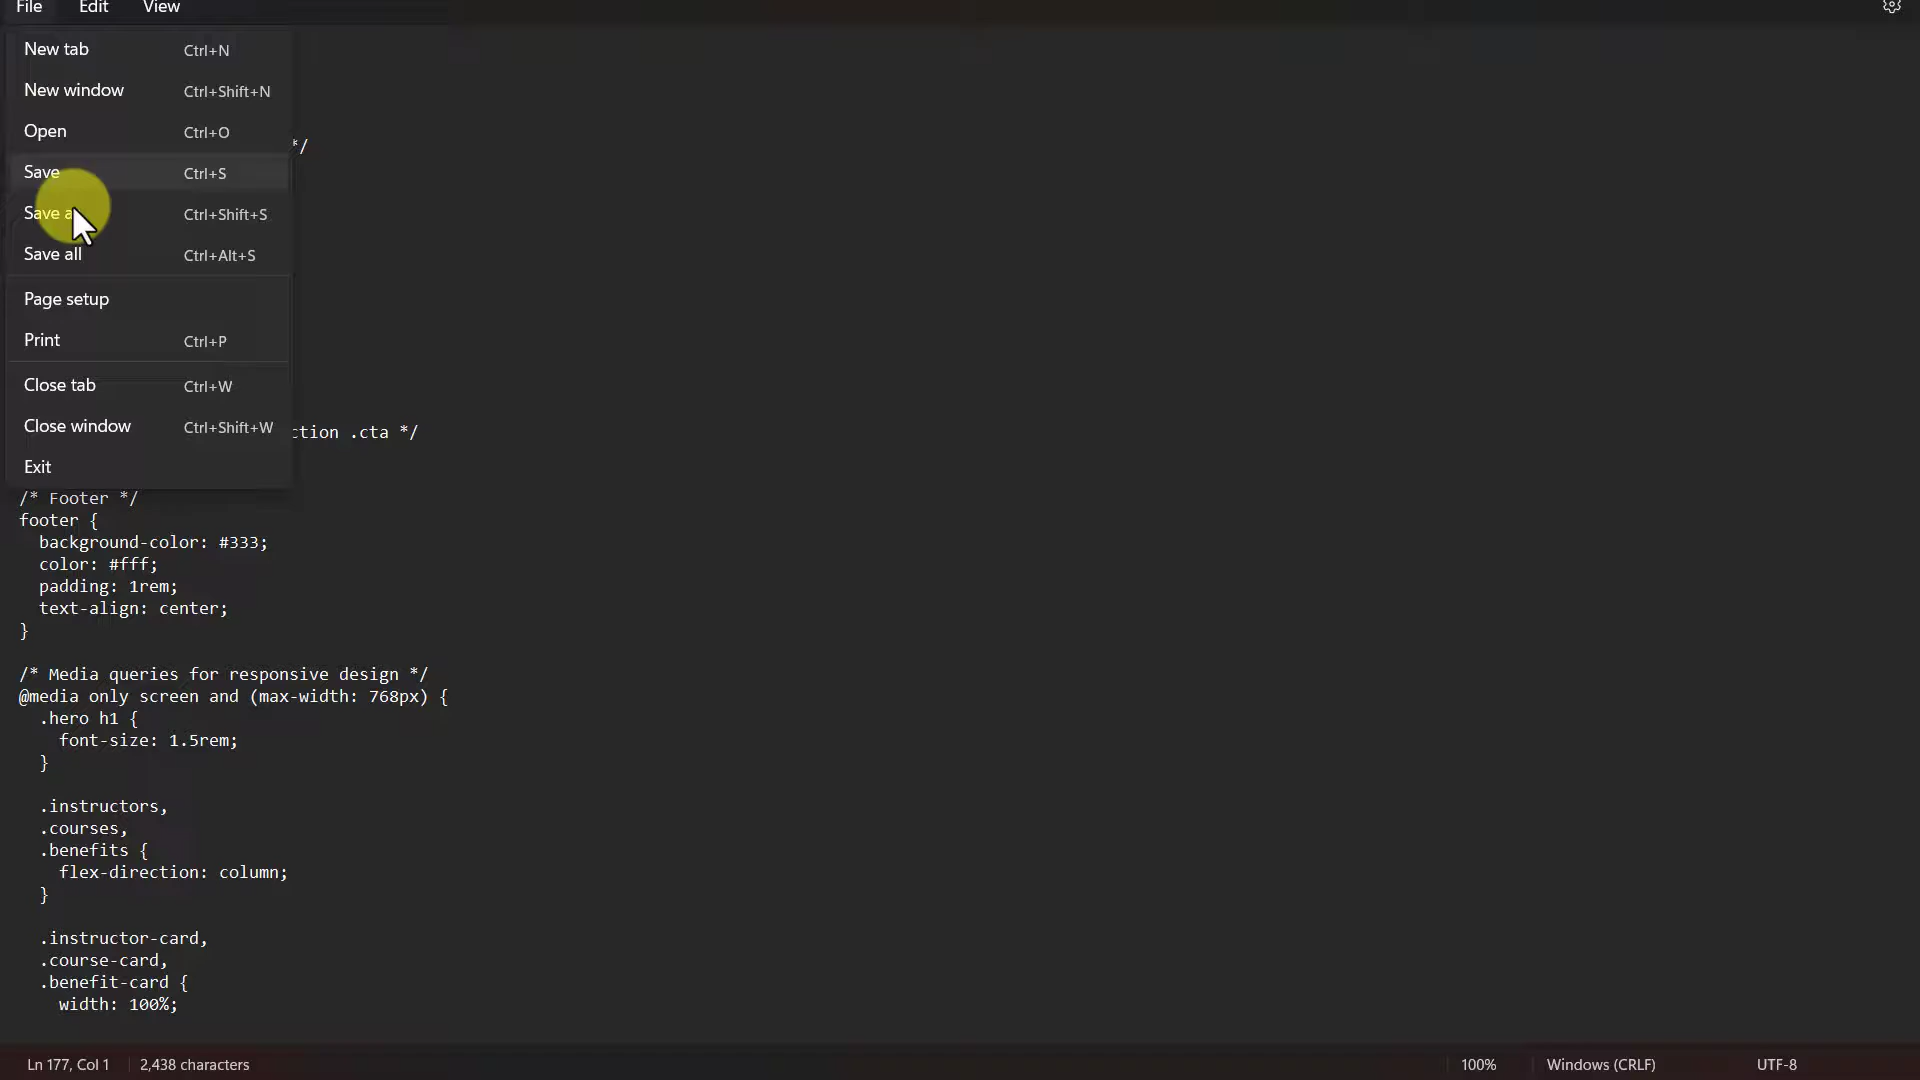 File Edit View
New tab Ctrl+N
New window Ctrl+Shift+N
Open Ctrl+O
*/
Save Ctrl+S
Save a Ctrl+Shift+S
Save all Ctrl+Alt+S
Page setup
Print Ctrl+P
Close tab Ctrl+W
Close window Ctrl+Shift+W
ction .cta */
Exit
/* Footer */
footer {
  background-color: #333;
  color: #fff;
  padding: 1rem;
  text-align: center;
}
/* Media queries for responsive design */
@media only screen and (max-width: 768px) {
  .hero h1 {
    font-size: 1.5rem;
  }
  .instructors,
  .courses,
  .benefits {
    flex-direction: column;
  }
  .instructor-card,
  .course-card,
  .benefit-card {
    width: 100%;
Ln 177, Col 1 2,438 characters 100% Windows (CRLF) UTF-8